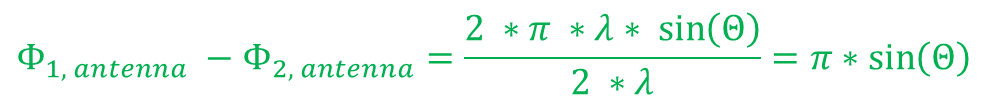 Φ₁, ₐₙₜₑₙₙₐ − Φ₂, ₐₙₜₑₙₙₐ = (2 * π * λ * sin(Θ)) / (2 * λ) = π * sin(Θ)